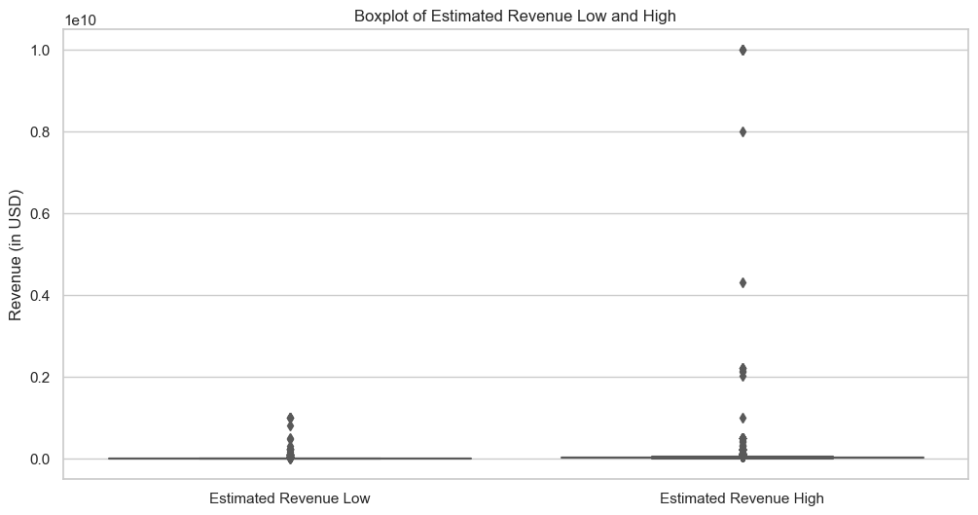 Boxplot of Estimated Revenue Low and High
1e10
1.0
0.8
0.6
0.4
0.2
0.0
Revenue (in USD)
Estimated Revenue Low
Estimated Revenue High